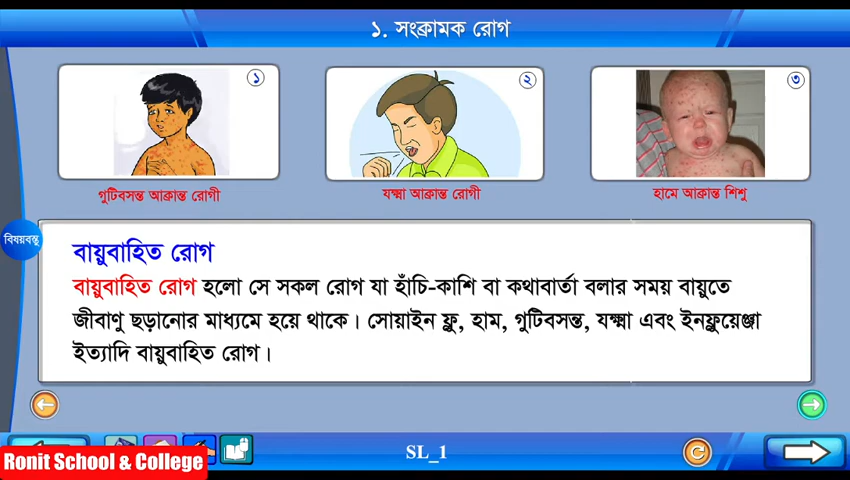 ১. সংক্রামক রোগ
১
২
৩
গুটিবসন্ত আক্রান্ত রোগী
যক্ষ্মা আক্রান্ত রোগী
হামে আক্রান্ত শিশু
বিষয়বস্তু
বায়ুবাহিত রোগ
বায়ুবাহিত রোগ হলো সে সকল রোগ যা হাঁচি-কাশি বা কথাবার্তা বলার সময় বায়ুতে
জীবাণু ছড়ানোর মাধ্যমে হয়ে থাকে। সোয়াইন ফ্লু, হাম, গুটিবসন্ত, যক্ষ্মা এবং ইনফ্লুয়েঞ্জা
ইত্যাদি বায়ুবাহিত রোগ।
SL_1
Ronit School & College